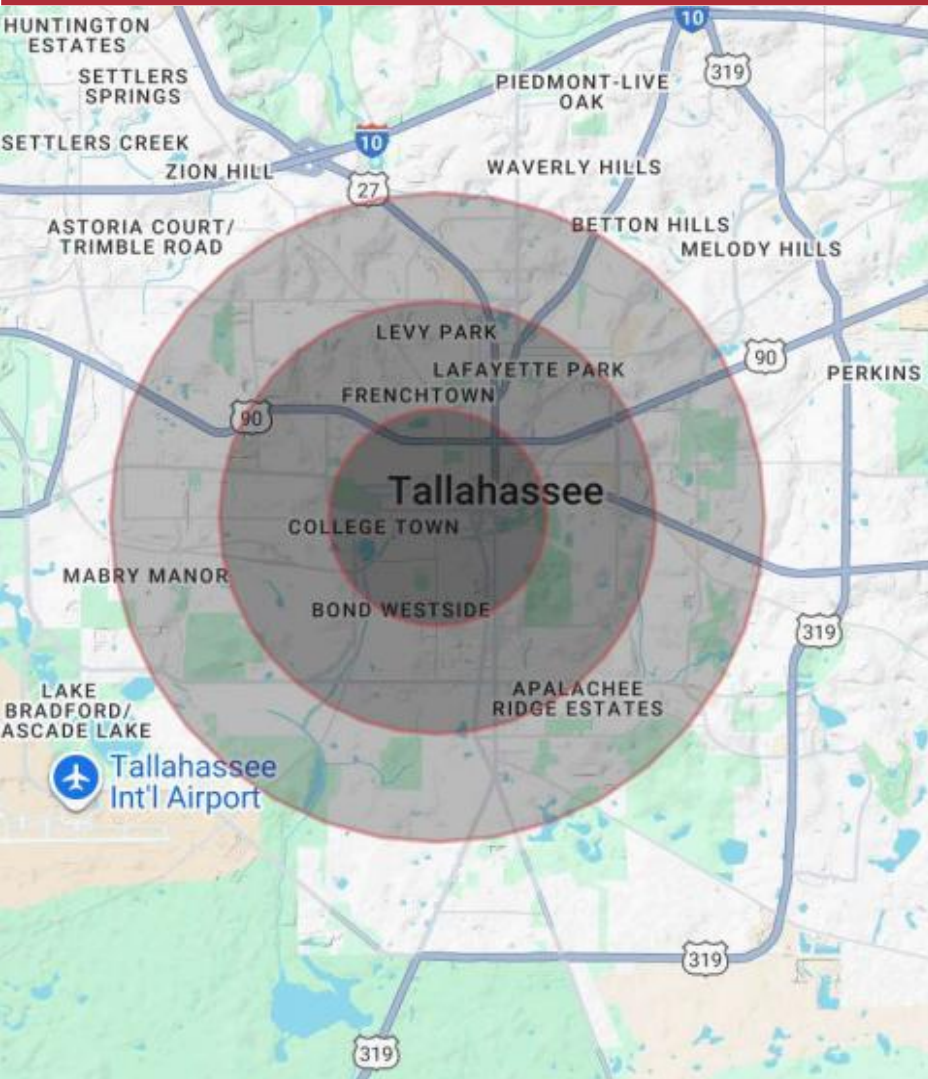 HUNTINGTON
ESTATES
10
319
SETTLERS
SPRINGS
PIEDMONT-LIVE
OAK
SETTLERS CREEK
10
ZION HILL
WAVERLY HILLS
27
ASTORIA COURT/
TRIMBLE ROAD
BETTON HILLS
MELODY HILLS
LEVY PARK
90
LAFAYETTE PARK
PERKINS
FRENCHTOWN
90
Tallahassee
COLLEGE TOWN
MABRY MANOR
BOND WESTSIDE
319
LAKE
BRADFORD/
ASCADE LAKE
APALACHEE
RIDGE ESTATES
Tallahassee
Int'l Airport
319
319